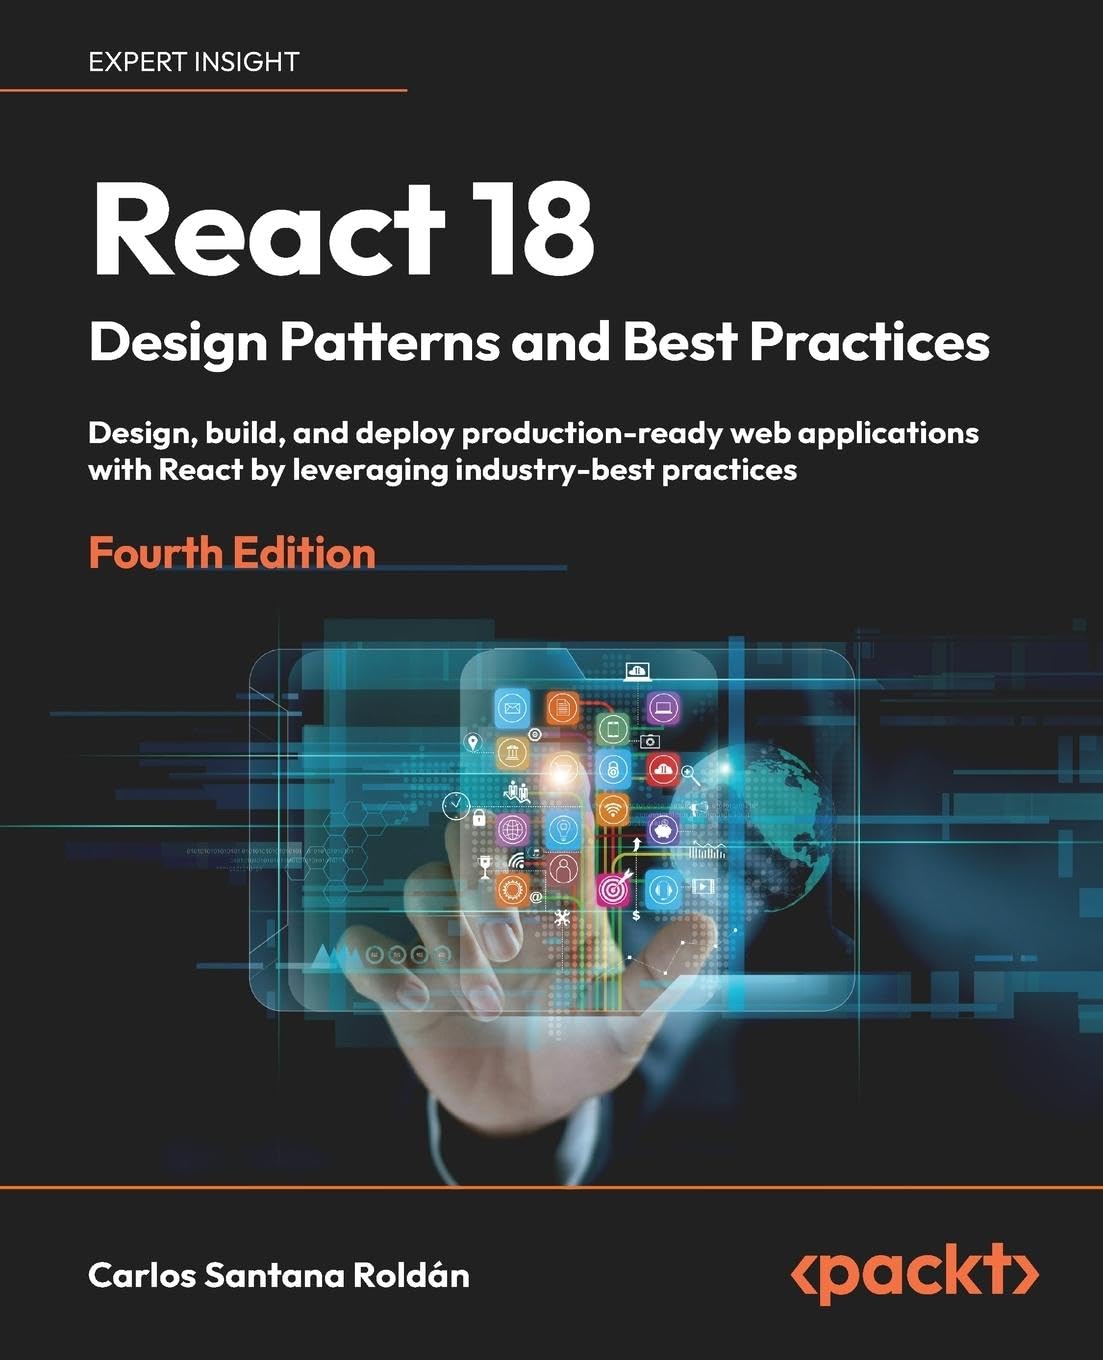 EXPERT INSIGHT
React 18
Design Patterns and Best Practices
Design, build, and deploy production-ready web applications
with React by leveraging industry-best practices
Fourth Edition
@
$
Carlos Santana Roldán
<packt>